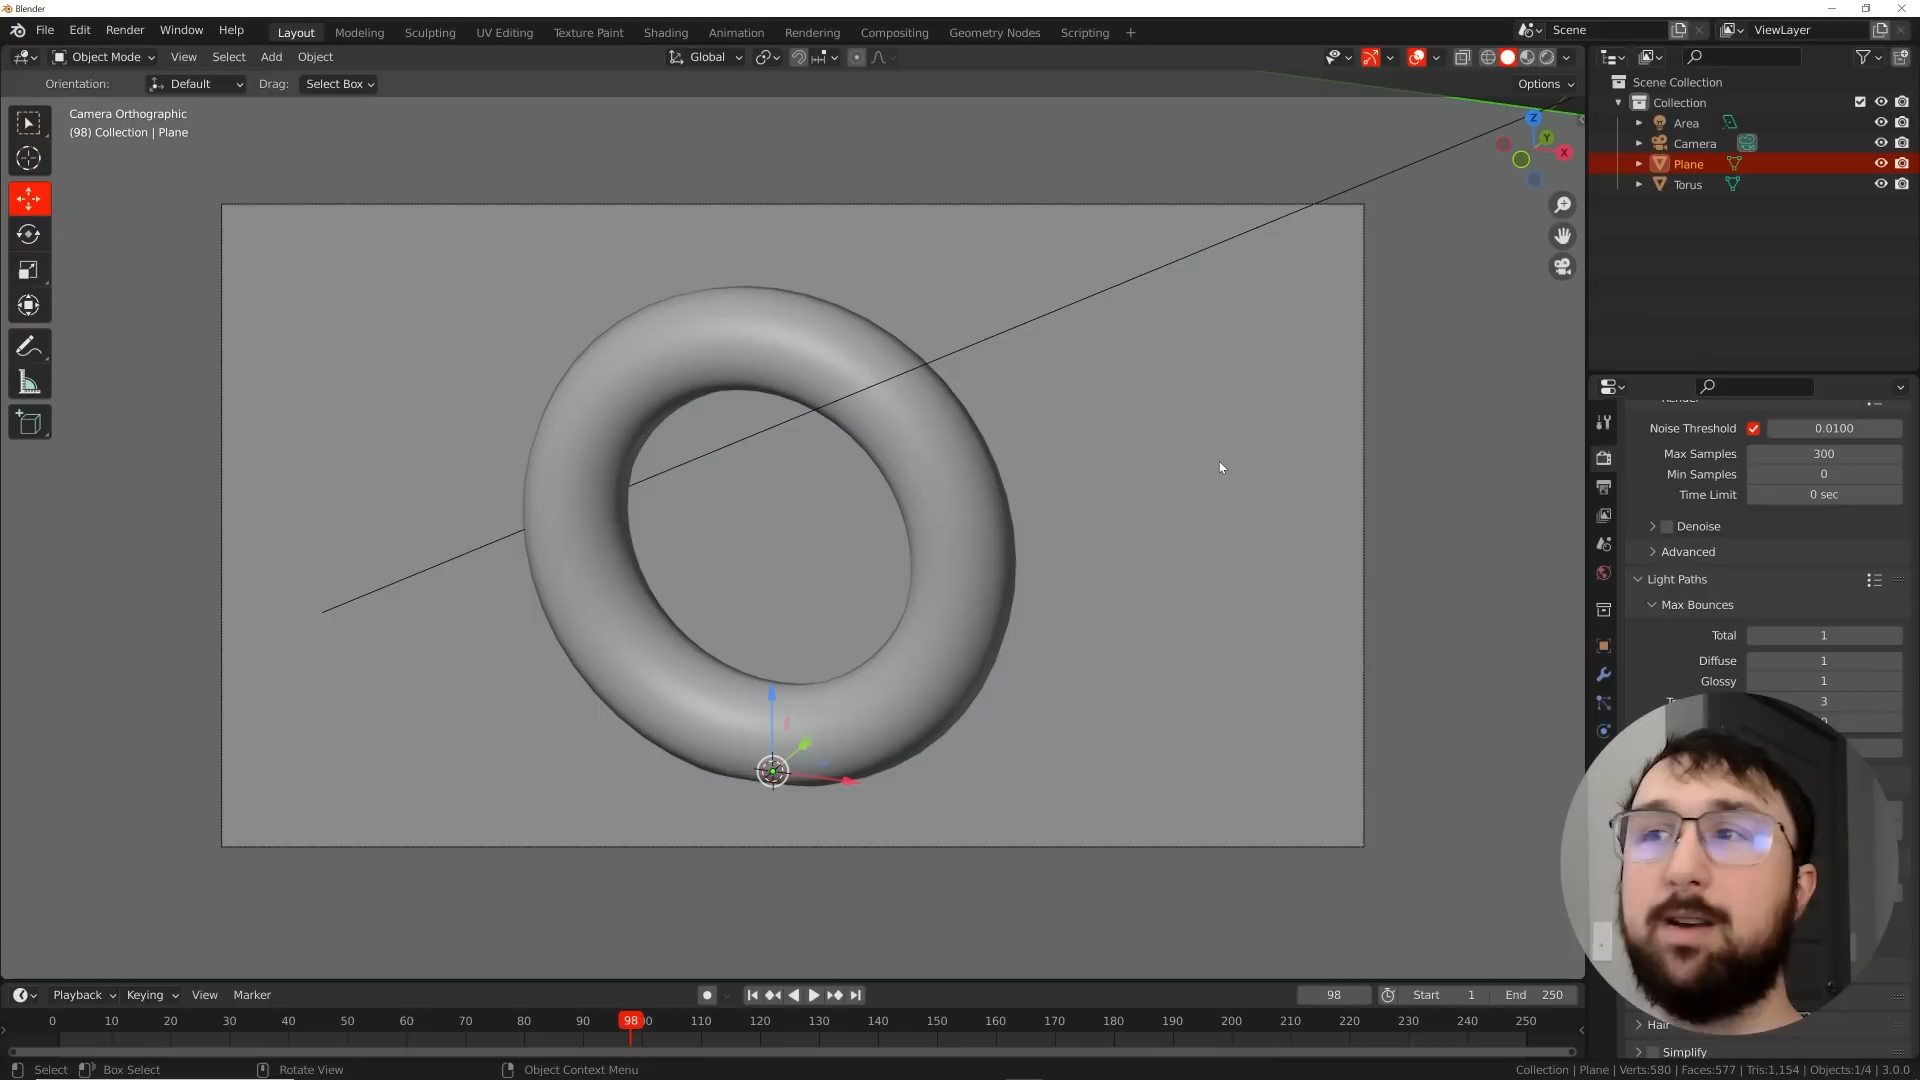 Blender
File Edit Render Window Help
Layout Modeling Sculpting UV Editing Texture Paint Shading Animation Rendering Compositing Geometry Nodes Scripting +
Scene
ViewLayer
Object Mode View Select Add Object
Global
Orientation: Default Drag: Select Box
Options
Camera Orthographic
(98) Collection | Plane
Z
Y
X
Scene Collection
Collection
Area
Camera
Plane
Torus
Noise Threshold 0.0100
Max Samples 300
Min Samples 0
Time Limit 0 sec
Denoise
Advanced
Light Paths
Max Bounces
Total 1
Diffuse 1
Glossy 1
3
Hair
Simplify
Playback Keying View Marker
98 Start 1 End 250
0 10 20 30 40 50 60 70 80 90 98 110 120 130 140 150 160 170 180 190 200 210 220 230 240 250
Select Box Select Rotate View Object Context Menu
Collection | Plane | Verts:580 | Faces:577 | Tris:1,154 | Objects:1/4 | 3.0.0